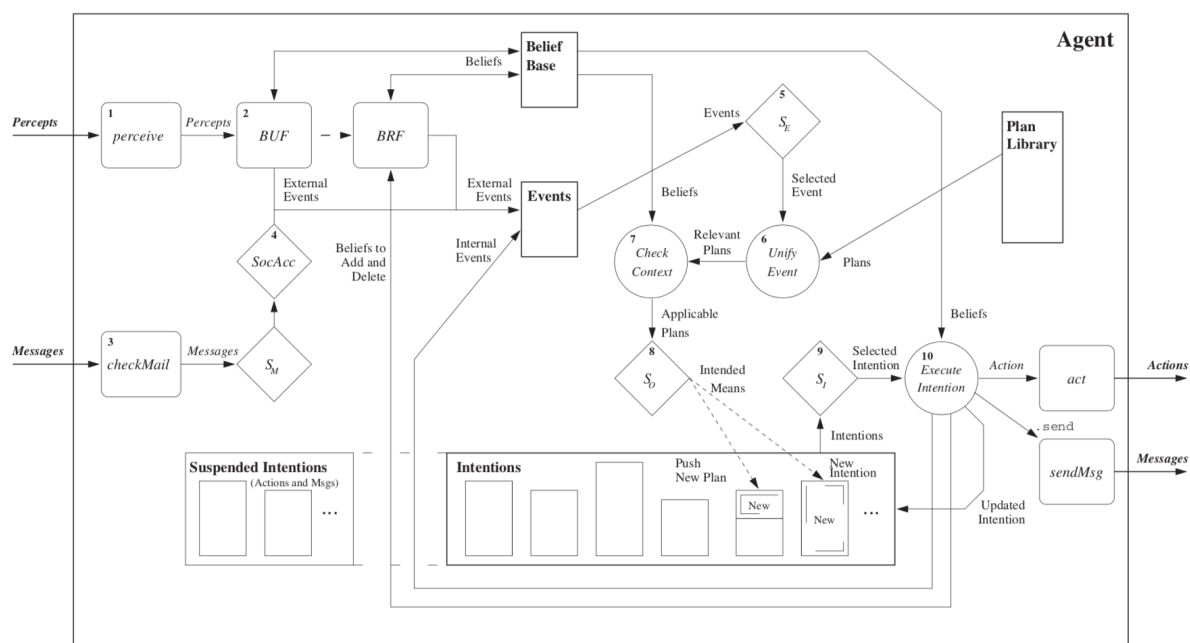 Agent
Belief
Base
Beliefs
5
S_E
Events
Plan
Library
Percepts
1
perceive
Percepts
2
BUF
BRF
External
Events
External
Events
Events
Selected
Event
Beliefs
4
SocAcc
Beliefs to
Add and
Delete
Internal
Events
7
Check
Context
Relevant
Plans
6
Unify
Event
Plans
Applicable
Plans
Beliefs
Messages
3
checkMail
Messages
S_M
8
S_O
Intended
Means
9
S_I
Selected
Intention
10
Execute
Intention
Action
act
Actions
.send
sendMsg
Messages
Intentions
Suspended Intentions
(Actions and Msgs)
...
Intentions
Push
New Plan
New
New
Intention
New
...
Updated
Intention